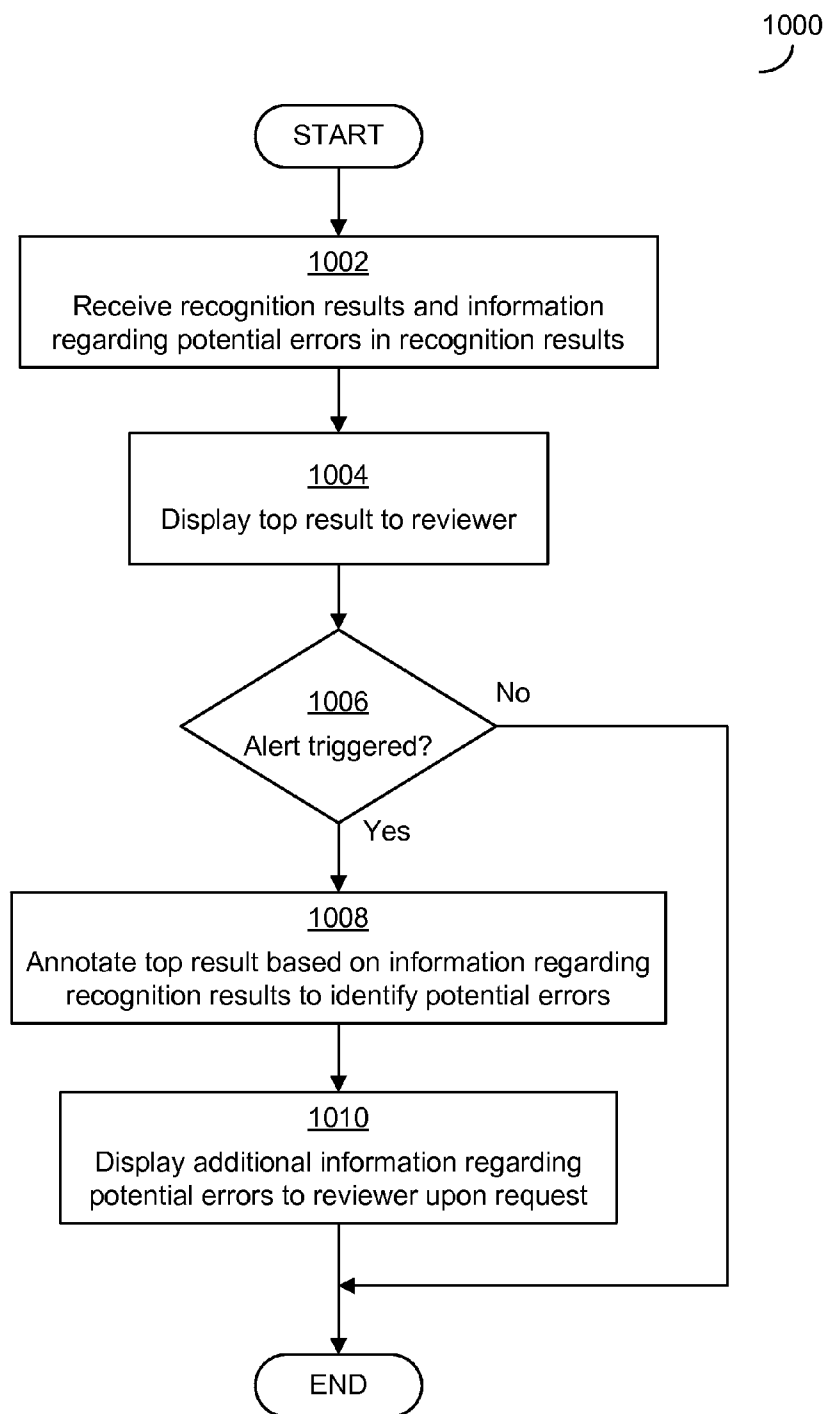 1000
START
1002
Receive recognition results and information
regarding potential errors in recognition results
1004
Display top result to reviewer
1006
Alert triggered?
No
Yes
1008
Annotate top result based on information regarding
recognition results to identify potential errors
1010
Display additional information regarding
potential errors to reviewer upon request
END